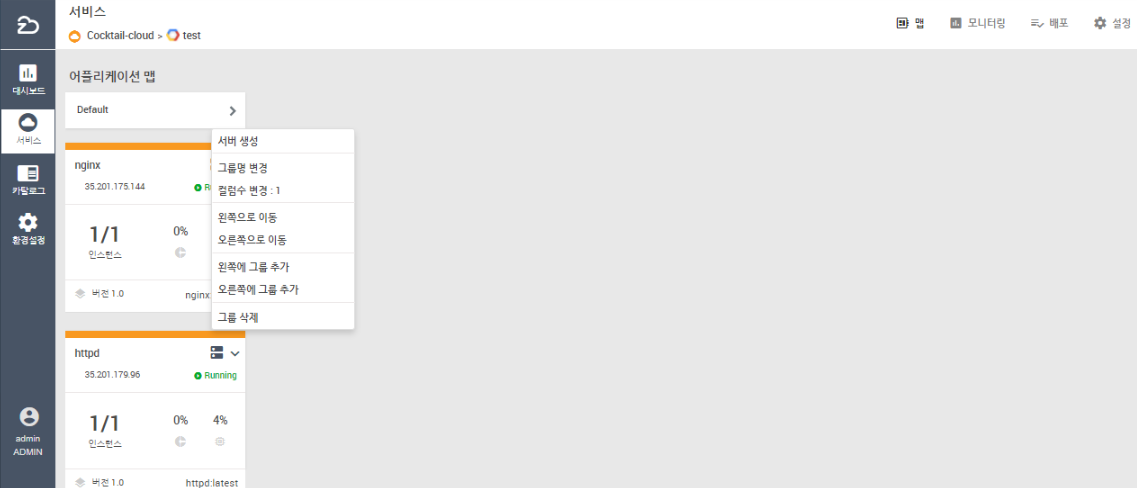 서비스
Cocktail-cloud > test
맵
모니터링
배포
설정
대시보드
서비스
카탈로그
환경설정
admin
ADMIN
어플리케이션 맵
Default
서버 생성
그룹명 변경
컬럼수 변경 : 1
왼쪽으로 이동
오른쪽으로 이동
왼쪽에 그룹 추가
오른쪽에 그룹 추가
그룹 삭제
nginx
35.201.175.144
1/1
0%
인스턴스
버전 1.0
nginx
httpd
35.201.179.96
Running
1/1
0%
4%
인스턴스
버전 1.0
httpd:latest